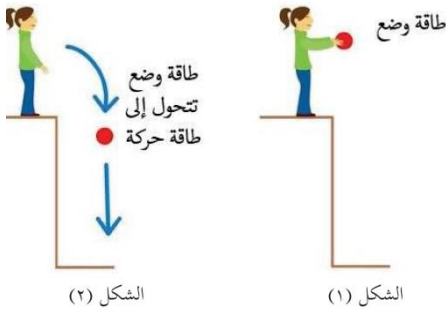 طاقة وضع
طاقة وضع
تتحول إلى
طاقة حركة
الشكل (١)
الشكل (٢)